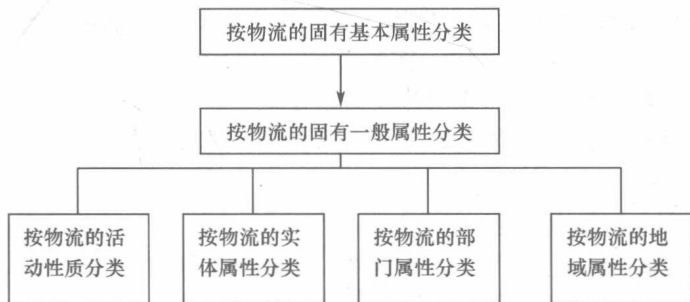 按物流的固有基本属性分类
按物流的固有一般属性分类
按物流的活
动性质分类
按物流的实
体属性分类
按物流的部
门属性分类
按物流的地
域属性分类